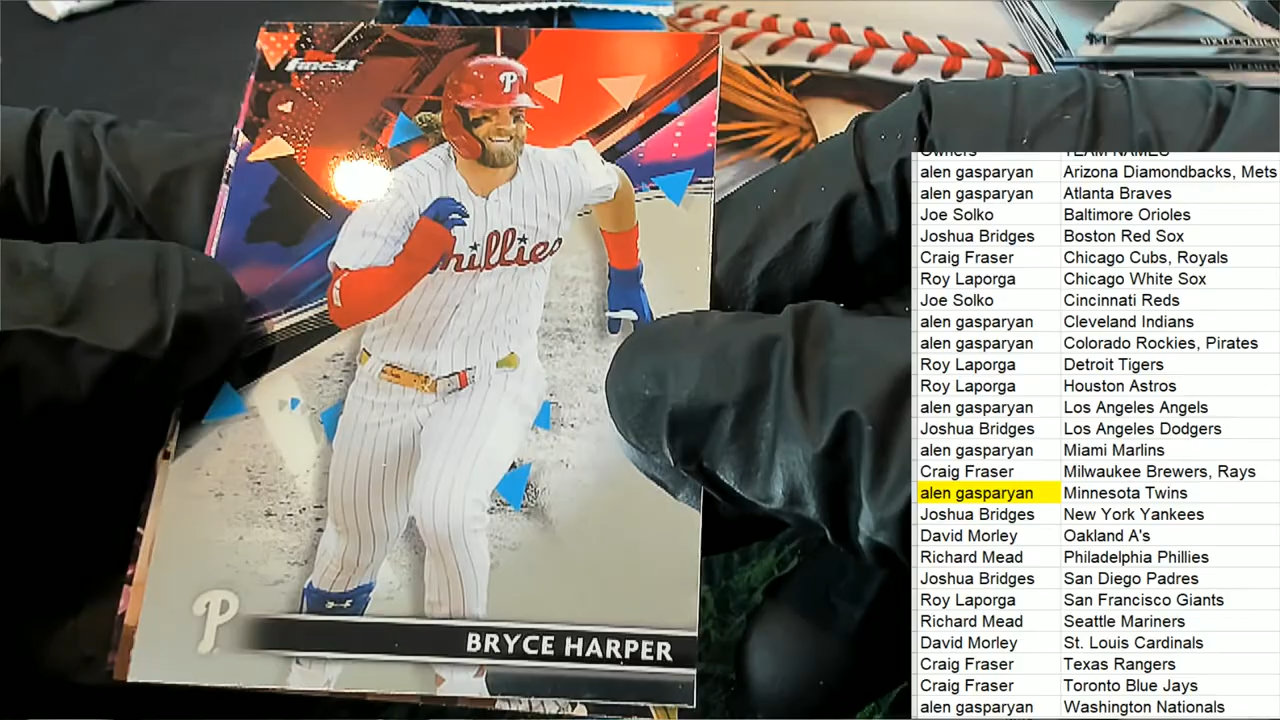 finest
P
Phillies
P
BRYCE HARPER
Owners TEAM NAMES
alen gasparyan Arizona Diamondbacks, Mets
alen gasparyan Atlanta Braves
Joe Solko Baltimore Orioles
Joshua Bridges Boston Red Sox
Craig Fraser Chicago Cubs, Royals
Roy Laporga Chicago White Sox
Joe Solko Cincinnati Reds
alen gasparyan Cleveland Indians
alen gasparyan Colorado Rockies, Pirates
Roy Laporga Detroit Tigers
Roy Laporga Houston Astros
alen gasparyan Los Angeles Angels
Joshua Bridges Los Angeles Dodgers
alen gasparyan Miami Marlins
Craig Fraser Milwaukee Brewers, Rays
alen gasparyan Minnesota Twins
Joshua Bridges New York Yankees
David Morley Oakland A's
Richard Mead Philadelphia Phillies
Joshua Bridges San Diego Padres
Roy Laporga San Francisco Giants
Richard Mead Seattle Mariners
David Morley St. Louis Cardinals
Craig Fraser Texas Rangers
Craig Fraser Toronto Blue Jays
alen gasparyan Washington Nationals